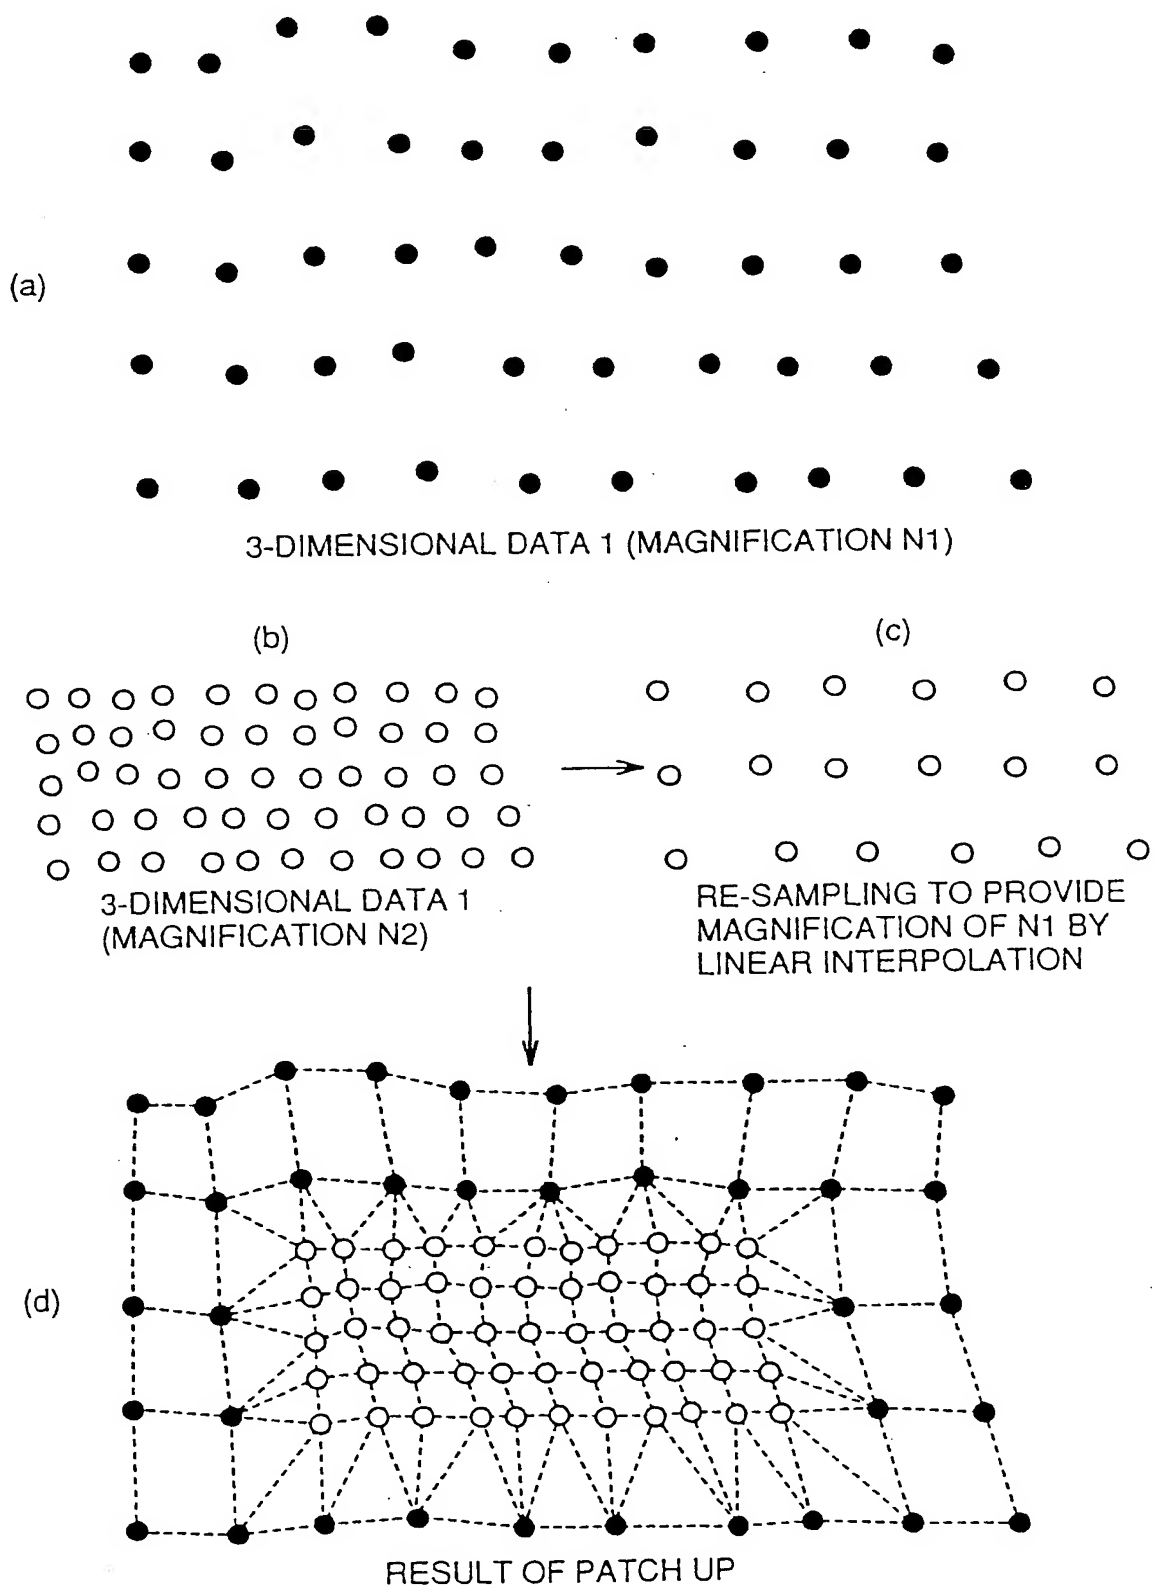 (a)
3-DIMENSIONAL DATA 1 (MAGNIFICATION N1)
(b)
(c)
3-DIMENSIONAL DATA 1
(MAGNIFICATION N2)
RE-SAMPLING TO PROVIDE
MAGNIFICATION OF N1 BY
LINEAR INTERPOLATION
(d)
RESULT OF PATCH UP